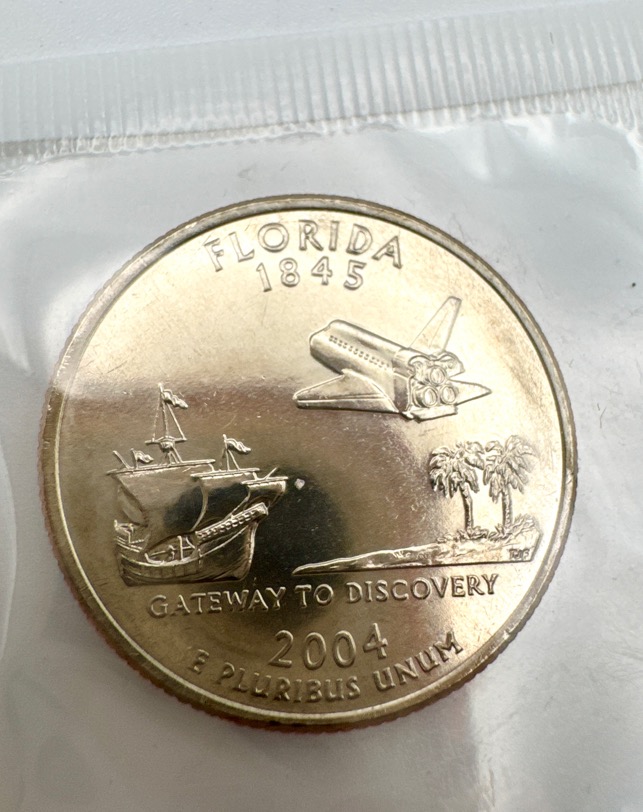 FLORIDA
1845
GATEWAY TO DISCOVERY
2004
E PLURIBUS UNUM